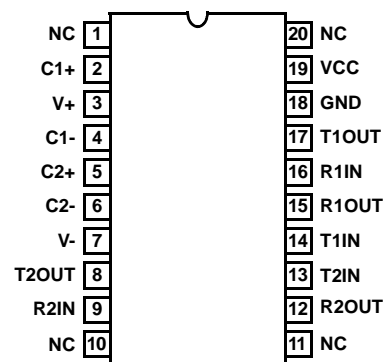 NC 1 20 NC
C1+ 2 19 VCC
V+ 3 18 GND
C1- 4 17 T1OUT
C2+ 5 16 R1IN
C2- 6 15 R1OUT
V- 7 14 T1IN
T2OUT 8 13 T2IN
R2IN 9 12 R2OUT
NC 10 11 NC